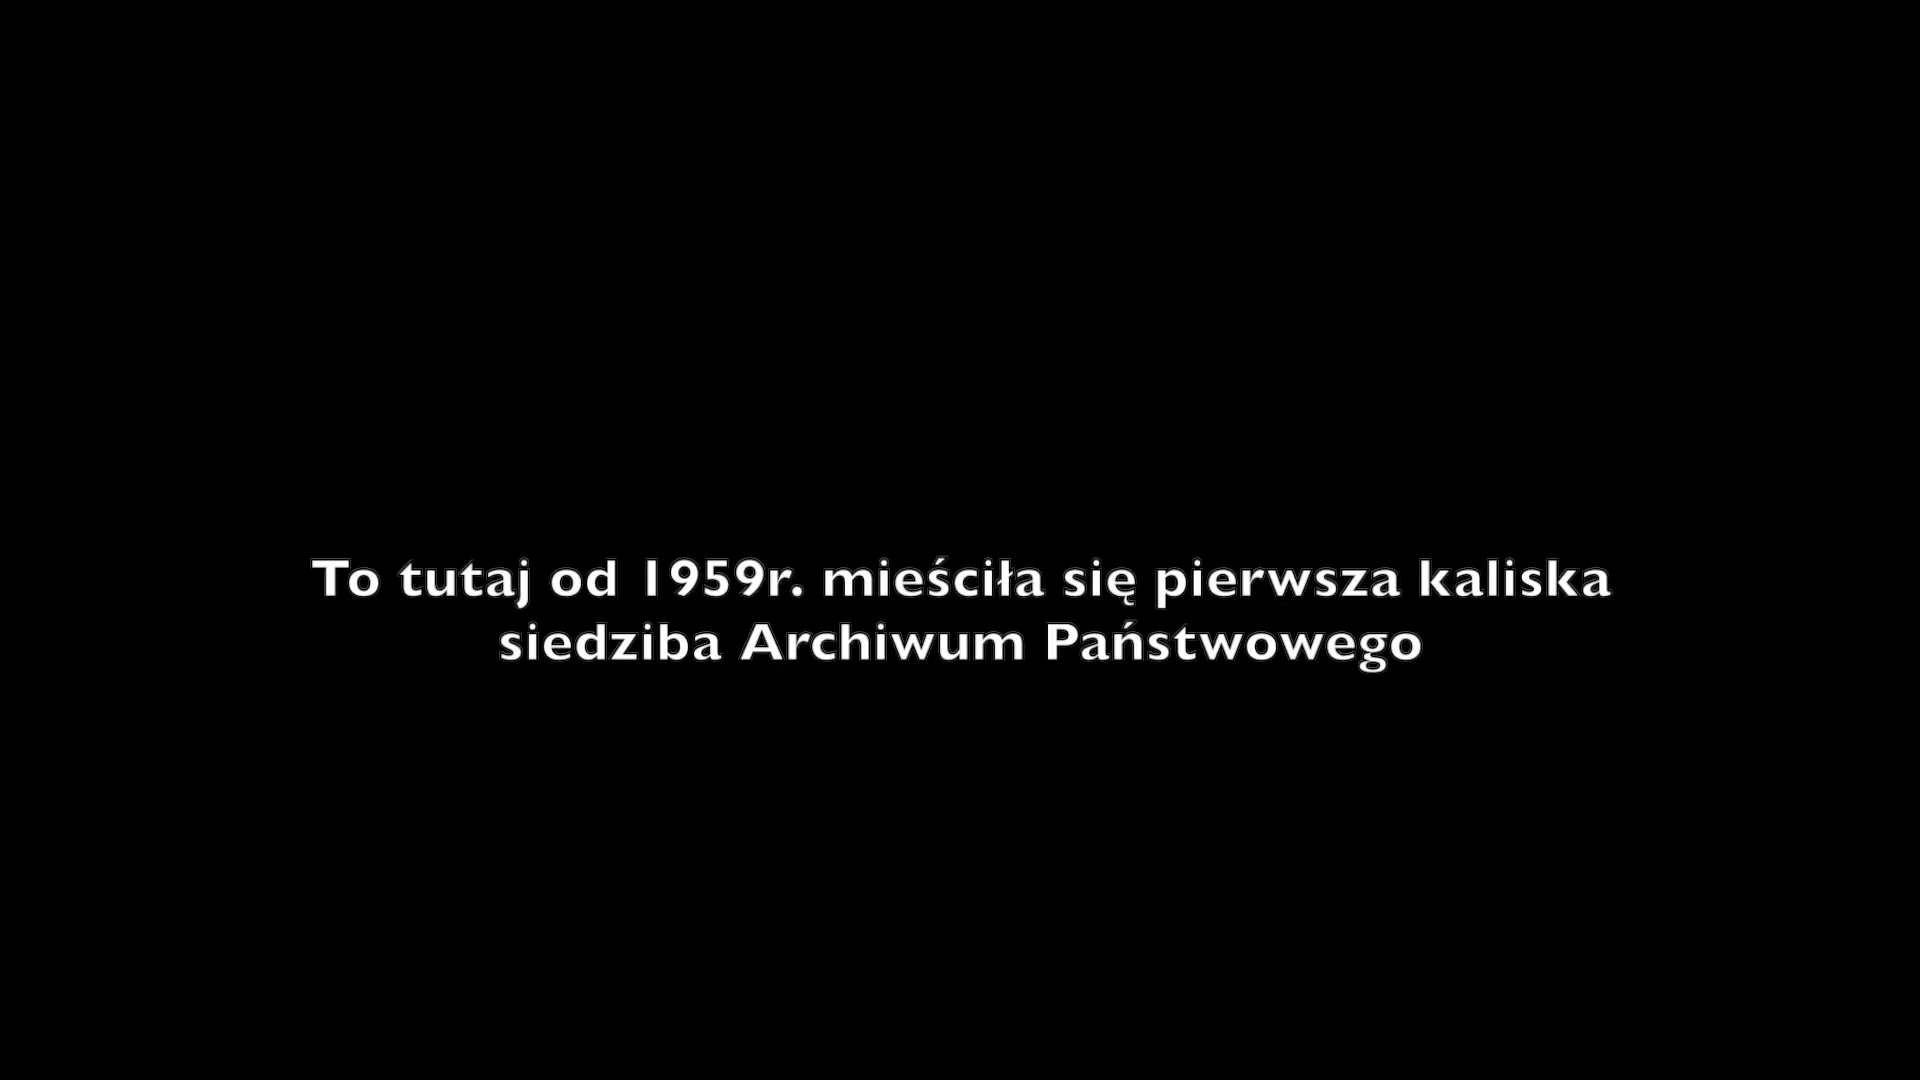 To tutaj od 1959r. mieściła się pierwsza kaliska
siedziba Archiwum Państwowego